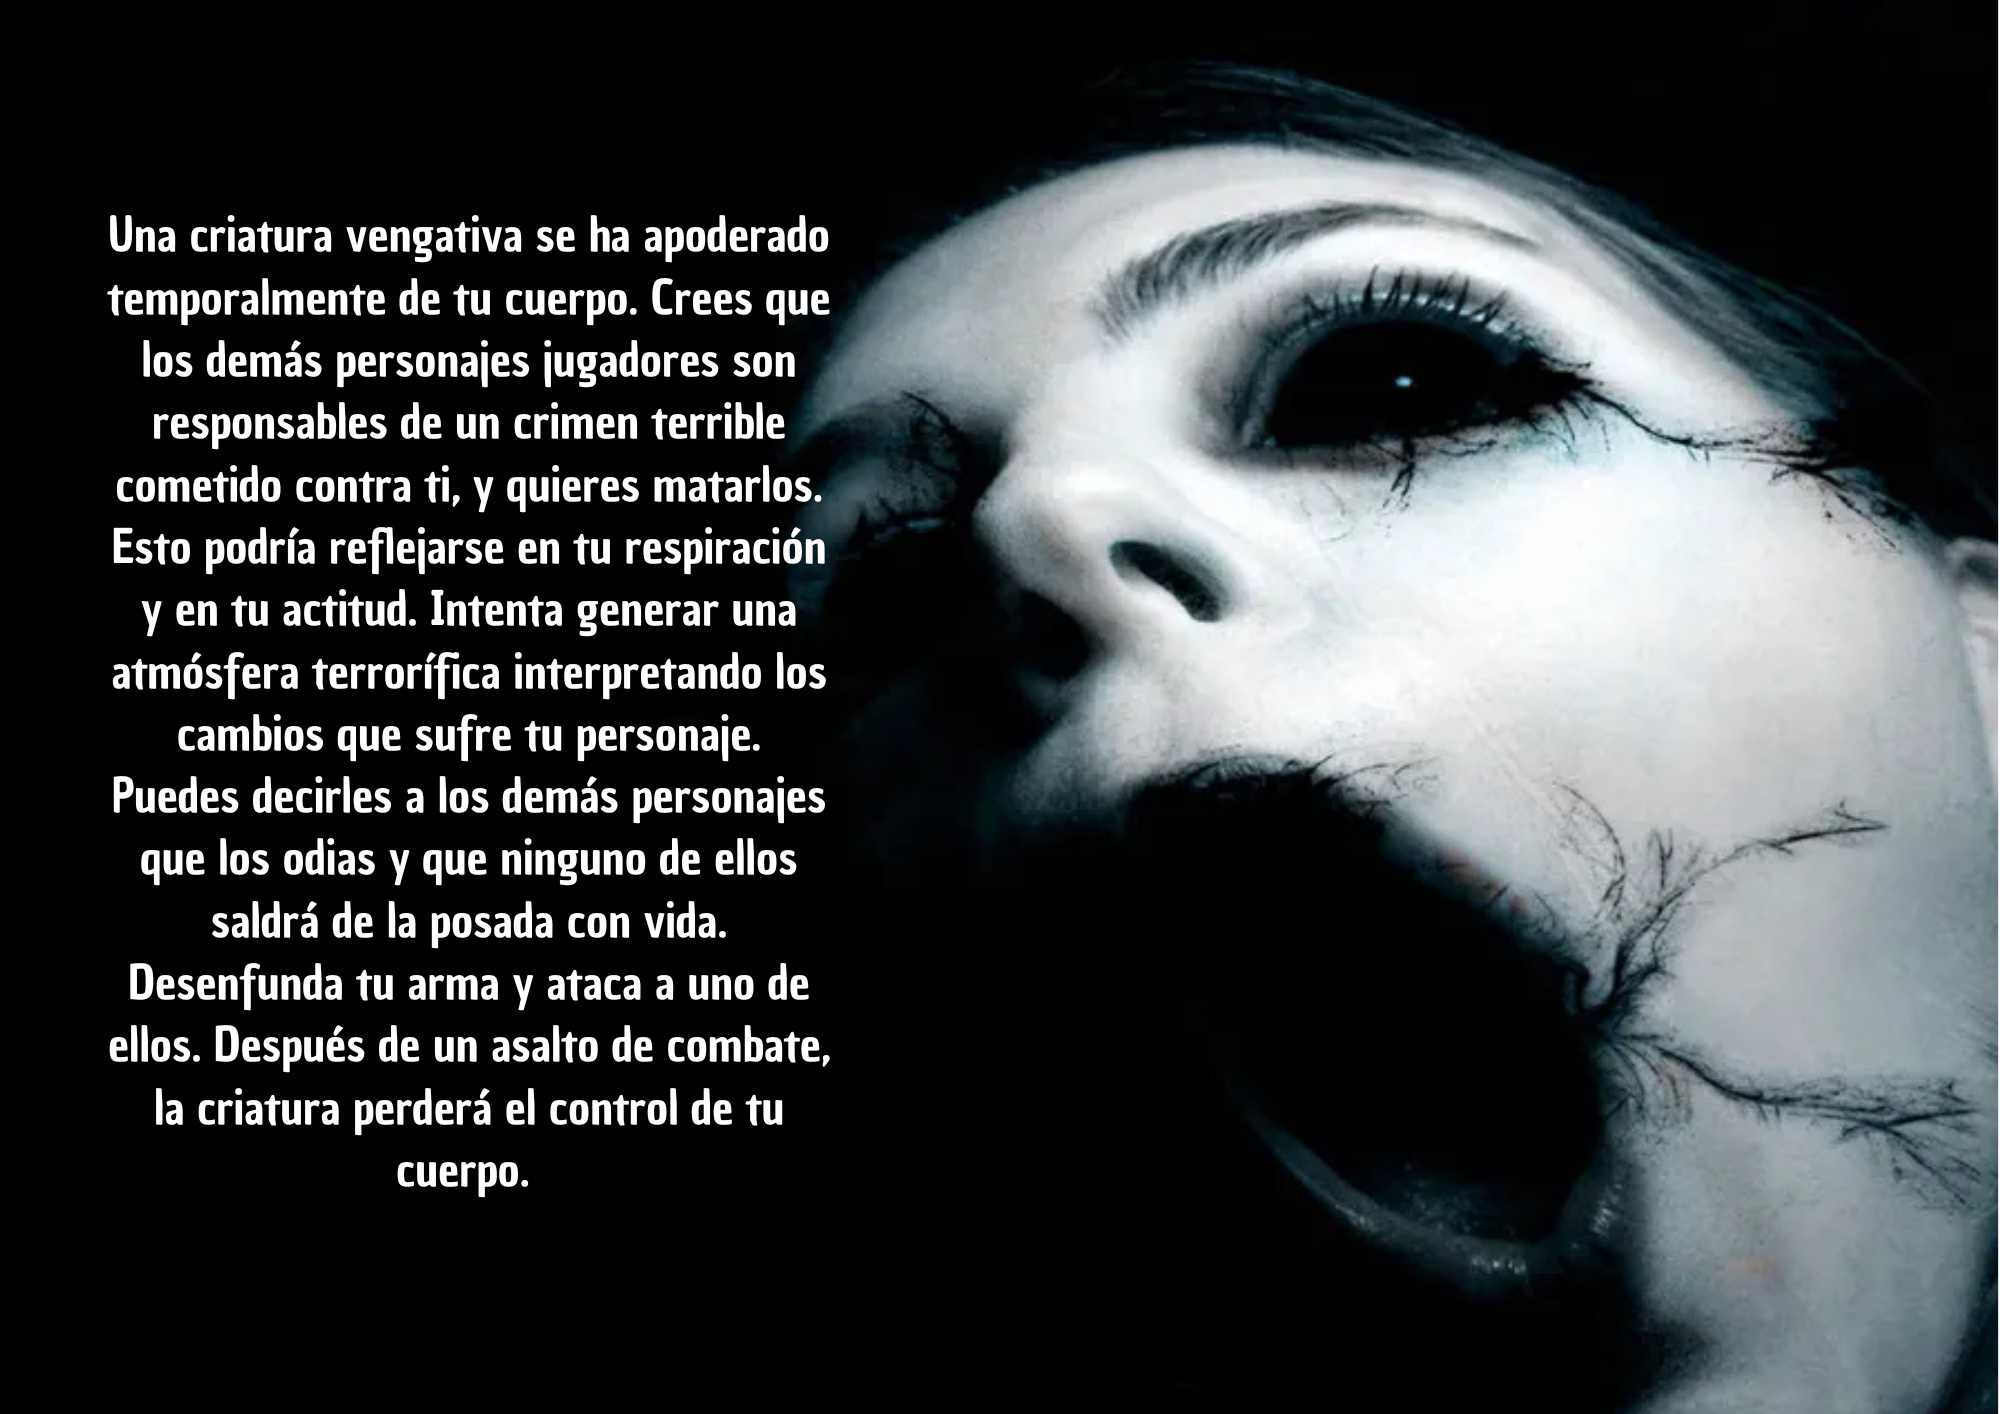 Una criatura vengativa se ha apoderado
temporalmente de tu cuerpo. Crees que
los demás personajes jugadores son
responsables de un crimen terrible
cometido contra ti, y quieres matarlos.
Esto podría reflejarse en tu respiración
y en tu actitud. Intenta generar una
atmósfera terrorífica interpretando los
cambios que sufre tu personaje.
Puedes decirles a los demás personajes
que los odias y que ninguno de ellos
saldrá de la posada con vida.
Desenfunda tu arma y ataca a uno de
ellos. Después de un asalto de combate,
la criatura perderá el control de tu
cuerpo.